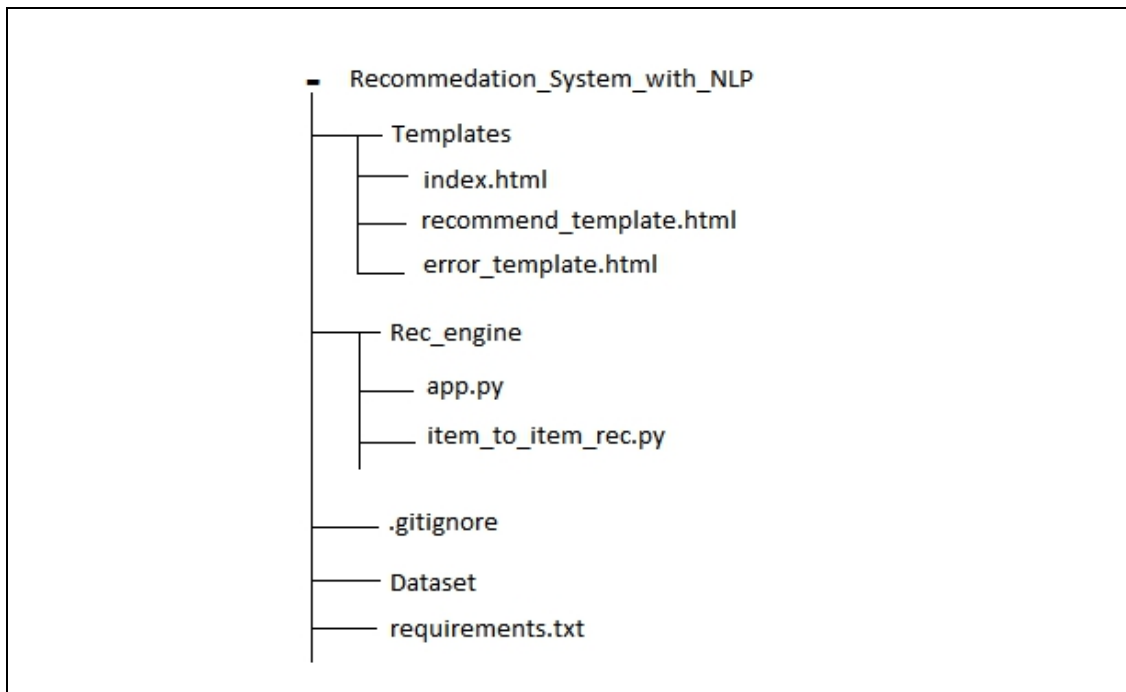 Recommedation_System_with_NLP
Templates
index.html
recommend_template.html
error_template.html
Rec_engine
app.py
item_to_item_rec.py
.gitignore
Dataset
requirements.txt